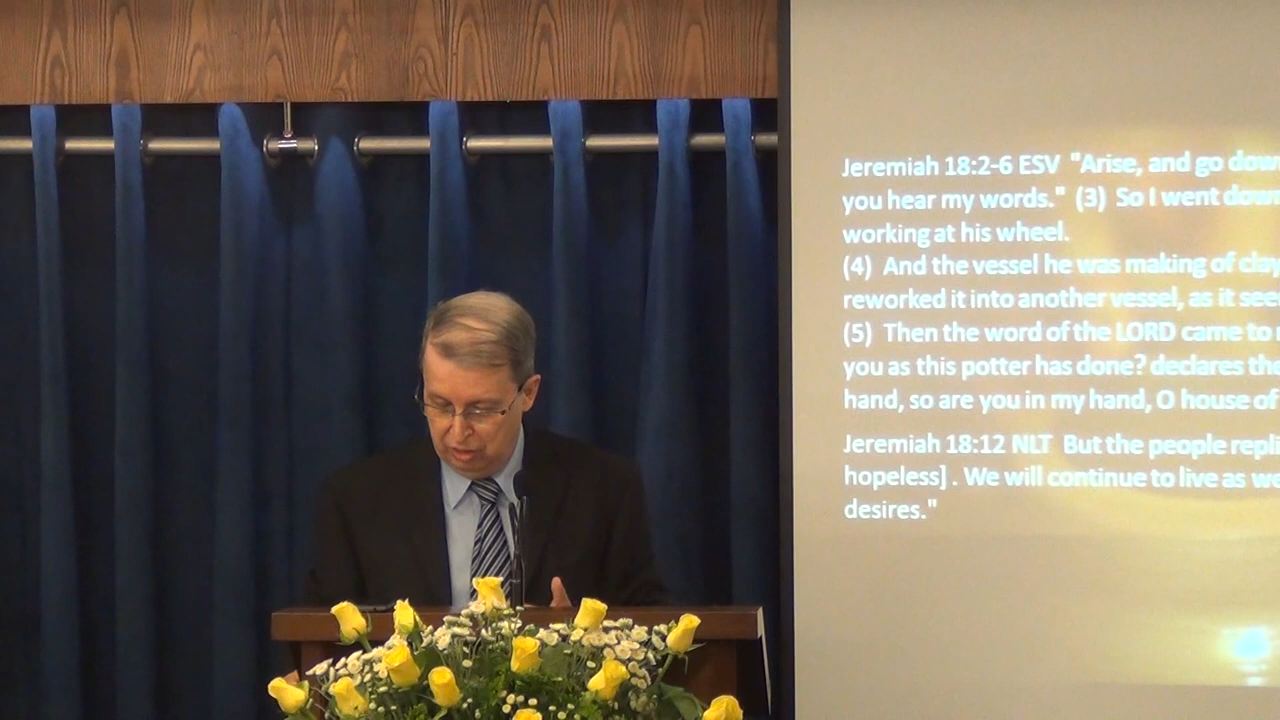 Jeremiah 18:2-6 ESV "Arise, and go down
you hear my words." (3) So I went down
working at his wheel.
(4) And the vessel he was making of clay
reworked it into another vessel, as it see
(5) Then the word of the LORD came to
you as this potter has done? declares the
hand, so are you in my hand, O house of
Jeremiah 18:12 NLT But the people repli
hopeless] . We will continue to live as we
desires."